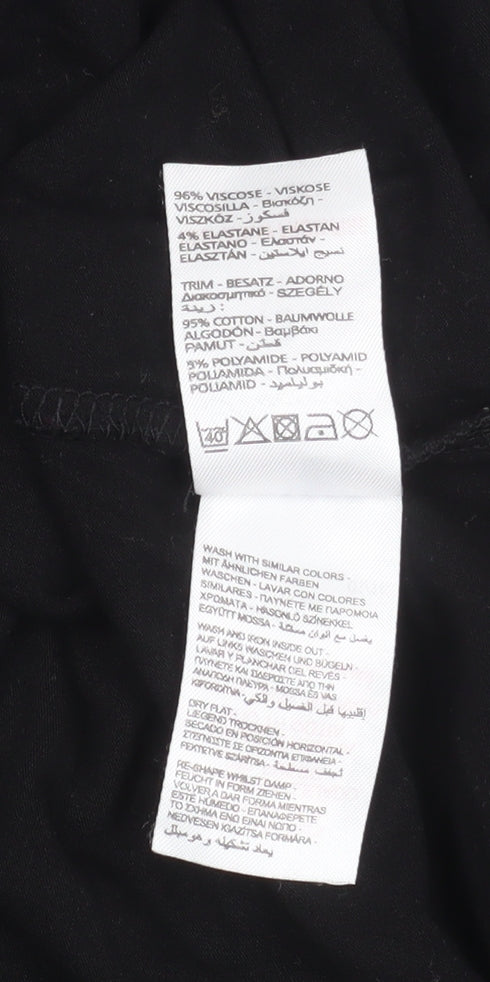 96% VISCOSE - VISKOSE
VISCOSILLA - Βισκόζη -
VISZKÓZ - فسكوز
4% ELASTANE - ELASTAN
ELASTANO - Ελαστάν -
ELASZTÁN - نسيج ايلاستين
TRIM - BESATZ - ADORNO
Διακοσμητικό - SZEGÉLY
زينة :
95% COTTON - BAUMWOLLE
ALGODÓN - Βαμβάκι
PAMUT - قطن
5% POLYAMIDE - POLYAMID
POLIAMIDA - Πολυαμίδιο -
POLIAMID -
40
WASH WITH SIMILAR COLORS -
MIT ÄHNLICHEN FARBEN
WASCHEN - LAVAR CON COLORES
SIMILARES - ΠΛΥΝΕΤΕ ΜΕ ΠΑΡΟΜΟΙΑ
ΧΡΩΜΑΤΑ - HASONLÓ SZÍNEKKEL
EGYÜTT MOSSA - يغسل مع ألوان مماثلة
WASH AND IRON INSIDE OUT -
AUF LINKS WASCHEN UND BÜGELN -
LAVAR Y PLANCHAR DEL REVÉS -
ΠΛΥΝΕΤΕ ΚΑΙ ΣΙΔΕΡΩΣΤΕ ΑΠΟ ΤΗΝ
ΑΝΑΠΟΔΗ ΠΛΕΥΡΑ - MOSSA ÉS VAS
KIFORDÍTVA - إقليبها قبل الغسيل والكي
DRY FLAT -
LIEGEND TROCKNEN -
SECADO EN POSICIÓN HORIZONTAL -
ΣΤΕΓΝΩΣΤΕ ΣΕ ΟΡΙΖΟΝΤΙΑ ΕΠΙΦΑΝΕΙΑ -
FEKTETVE SZÁRÍTSA - تجفف مسطحة
RE-SHAPE WHILST DAMP -
FEUCHT IN FORM ZIEHEN -
VOLVER A DAR FORMA MIENTRAS
ESTÉ HÚMEDO - ΕΠΑΝΑΦΕΡΕΤΕ
ΤΟ ΣΧΗΜΑ ΕΝΩ ΕΙΝΑΙ ΝΩΠΟ -
NEDVESEN IGAZÍTSA FORMÁRA -
يعاد تشكيله وهو مبلل